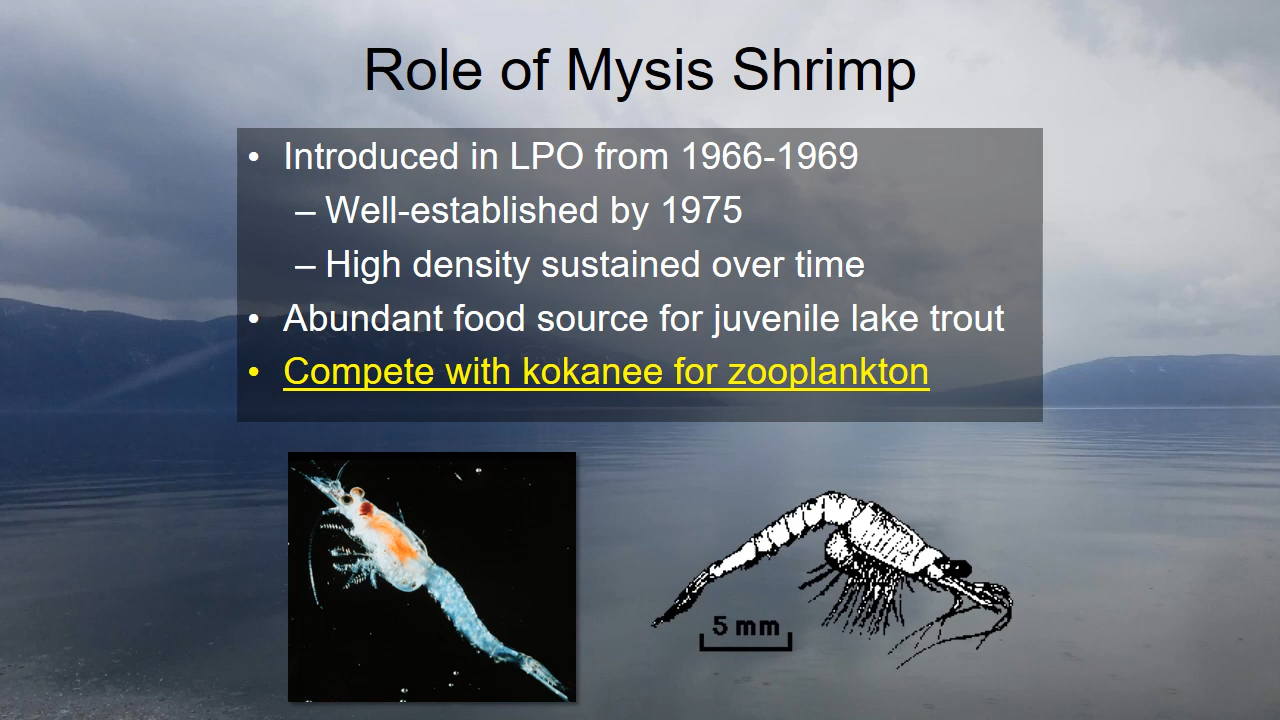 Role of Mysis Shrimp
• Introduced in LPO from 1966-1969
– Well-established by 1975
– High density sustained over time
• Abundant food source for juvenile lake trout
• Compete with kokanee for zooplankton
5 mm